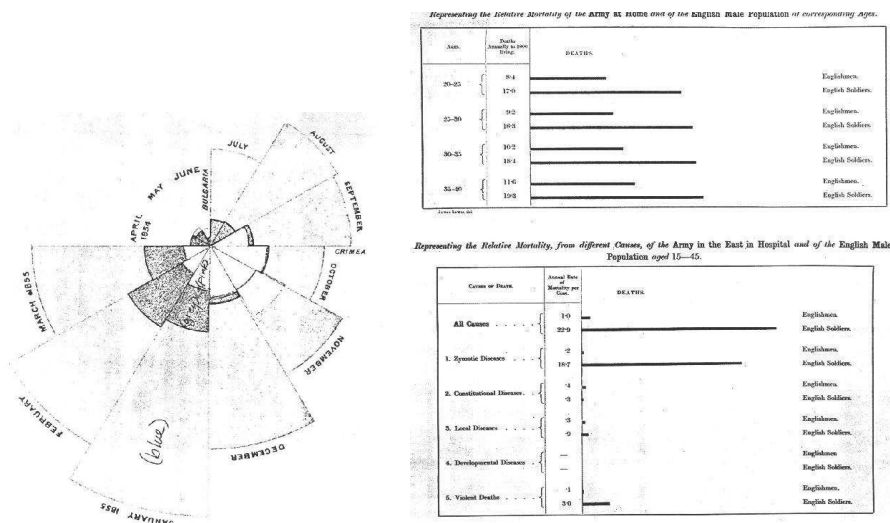 JULY
AUGUST
SEPTEMBER
CRIMEA
OCTOBER
NOVEMBER
DECEMBER
JANUARY 1855
FEBRUARY
MARCH 1855
APRIL
1854
MAY
JUNE
BULGARIA
(blue)
Representing the Relative Mortality of the Army at Home and of the English Male Population at corresponding Ages.
AGES. Deaths
Annually to 1000
living. DEATHS.
20–25 8·4 Englishmen.
17·0 English Soldiers.
25–30 9·2 Englishmen.
18·3 English Soldiers.
30–35 10·2 Englishmen.
18·4 English Soldiers.
35–40 11·6 Englishmen.
19·3 English Soldiers.
Representing the Relative Mortality, from different Causes, of the Army in the East in Hospital and of the English Male
Population aged 15—45.
CAUSES OF DEATH. Annual Rate
of
Mortality per
Cent. DEATHS.
All Causes 1·0 Englishmen.
22·9 English Soldiers.
1. Zymotic Diseases ·2 Englishmen.
18·7 English Soldiers.
2. Constitutional Diseases ·4 Englishmen.
·3 English Soldiers.
3. Local Diseases ·3 Englishmen.
·9 English Soldiers.
4. Developmental Diseases — Englishmen
— English Soldiers.
5. Violent Deaths ·1 Englishmen.
3·0 English Soldiers.